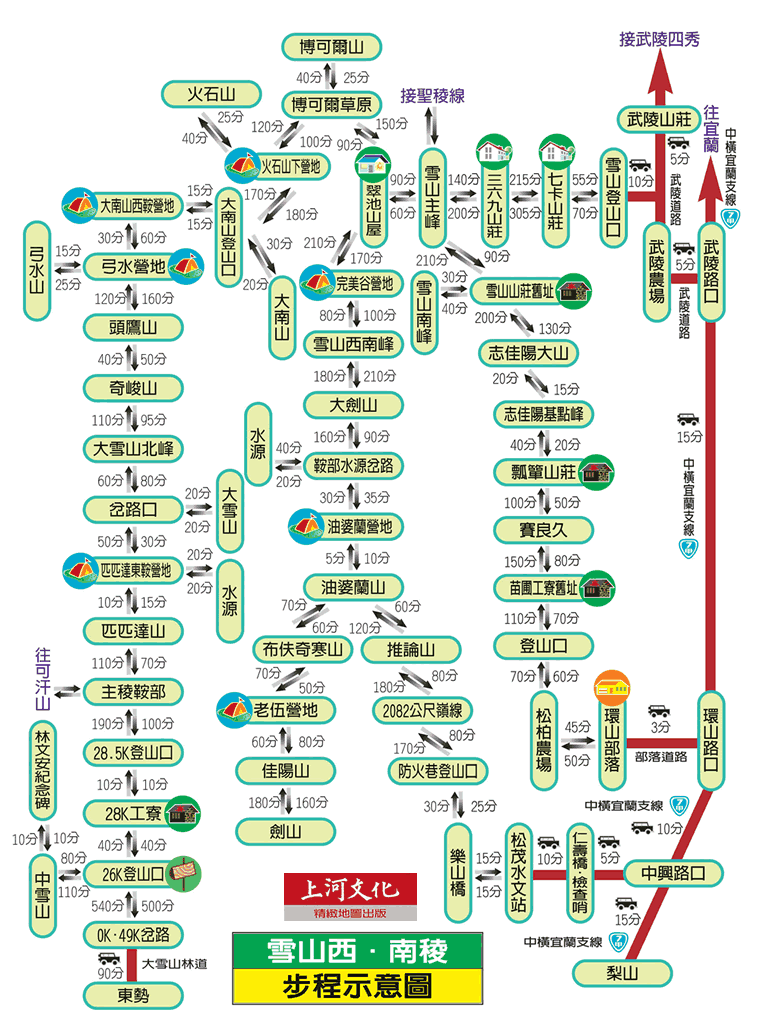 接武陵四秀
博可爾山
40分 25分
火石山
博可爾草原
接聖稜線
武陵山莊
往宜蘭
中橫宜蘭支線
7甲
25分
40分
120分
100分
90分
150分
5分
火石山下營地
翠池山屋
90分
60分
雪山主峰
140分
200分
三六九山莊
215分
305分
七卡山莊
55分
70分
雪山登山口
10分
武陵道路
大南山西鞍營地
15分
15分
大南山登山口
170分
180分
30分 60分
弓水山
15分
25分
弓水營地
30分
20分
大南山
210分
170分
完美谷營地
210分
90分
雪山南峰
30分
40分
雪山山莊舊址
武陵農場
5分
武陵道路
武陵路口
120分 160分
頭鷹山
80分 100分
雪山西南峰
200分
130分
志佳陽大山
40分 50分
奇峻山
180分 210分
大劍山
20分
15分
志佳陽基點峰
110分 95分
大雪山北峰
水源
40分
20分
160分 90分
鞍部水源岔路
40分 20分
瓢簞山莊
15分
中橫宜蘭支線
7甲
60分 80分
岔路口
20分
20分
大雪山
30分 35分
油婆蘭營地
100分 50分
賽良久
50分 30分
匹匹達東鞍營地
20分
20分
水源
5分 10分
油婆蘭山
150分 80分
苗圃工寮舊址
10分 15分
匹匹達山
70分
60分
布伏奇寒山
120分
60分
推論山
110分 70分
登山口
往可汗山
110分 70分
主稜鞍部
70分
50分
老伍營地
180分
80分
2082公尺嶺線
70分 60分
松柏農場
45分
50分
環山部落
3分
部落道路
環山路口
林文安紀念碑
190分 100分
28.5K登山口
60分 80分
佳陽山
170分
80分
防火巷登山口
10分 10分
28K工寮
180分 160分
劍山
30分 25分
中橫宜蘭支線
7甲
10分 10分
40分 40分
中雪山
80分
110分
26K登山口
樂山橋
15分
15分
松茂水文站
10分
仁壽橋·檢查哨
5分
10分
中興路口
540分 500分
0K·49K岔路
上河文化
精緻地圖出版
15分
中橫宜蘭支線
7甲
90分
大雪山林道
東勢
雪山西·南稜
步程示意圖
梨山